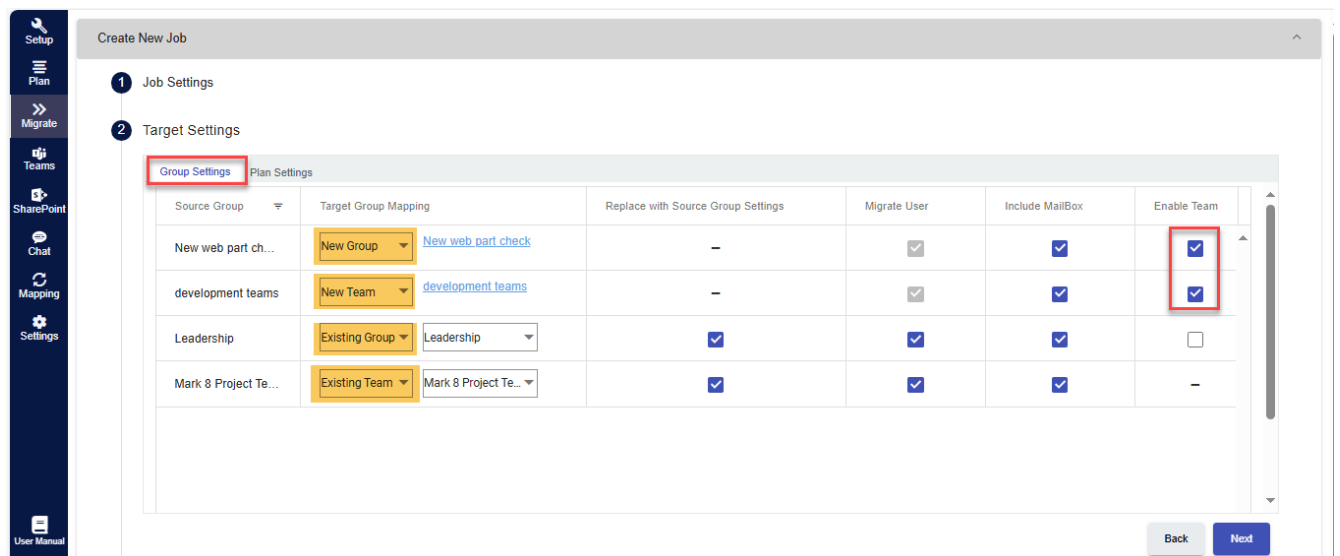 Setup
Plan
Migrate
Teams
SharePoint
Chat
Mapping
Settings
User Manual
Create New Job
1 Job Settings
2 Target Settings
Group Settings Plan Settings
Source Group Target Group Mapping Replace with Source Group Settings Migrate User Include MailBox Enable Team
New web part ch... New Group New web part check –
development teams New Team development teams –
Leadership Existing Group Leadership
Mark 8 Project Te... Existing Team Mark 8 Project Te... –
Back Next